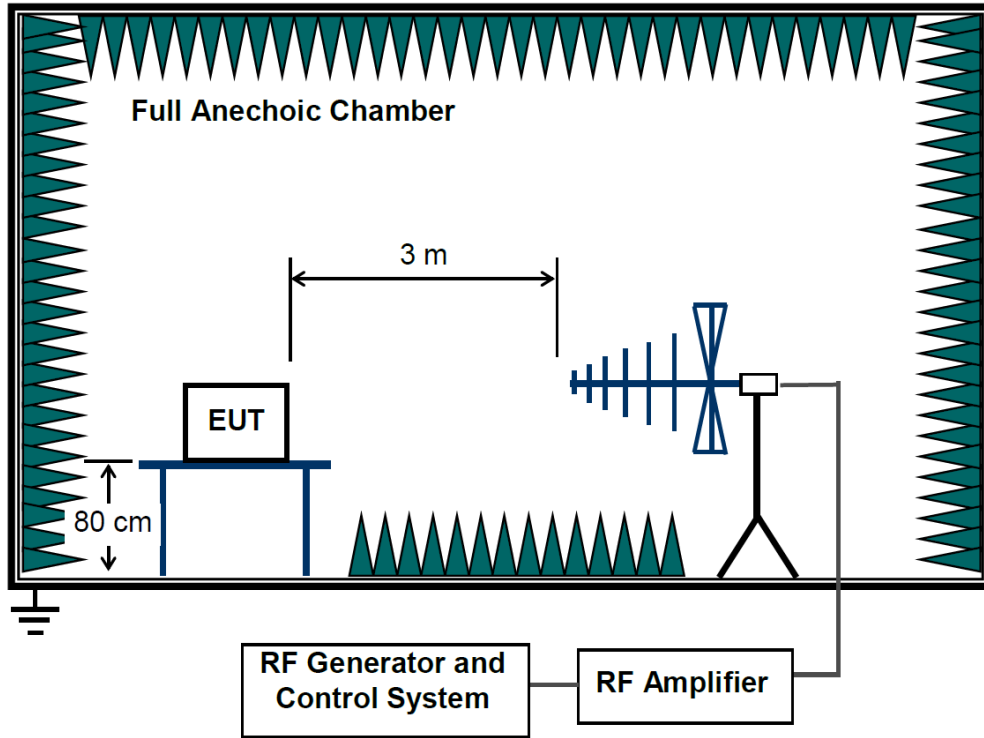 Full Anechoic Chamber
3 m
EUT
80 cm
RF Generator and
Control System
RF Amplifier